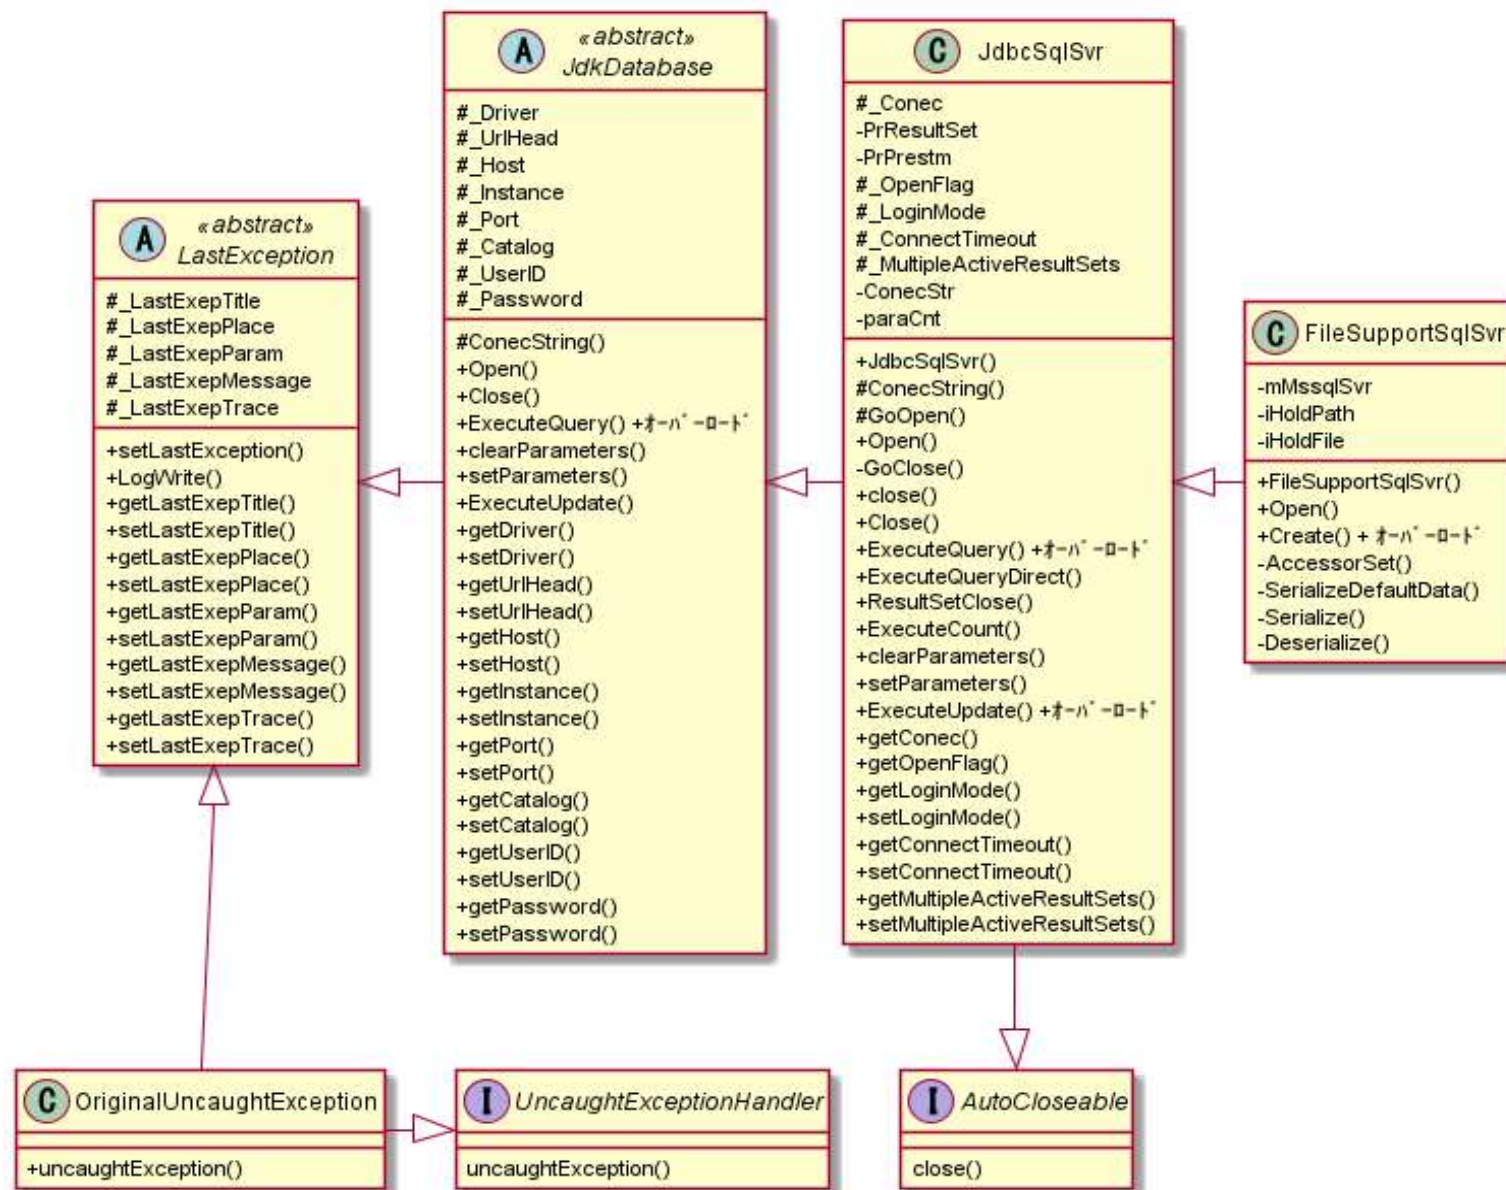 A
«abstract»
LastException
#_LastExepTitle
#_LastExepPlace
#_LastExepParam
#_LastExepMessage
#_LastExepTrace
+setLastException()
+LogWrite()
+getLastExepTitle()
+setLastExepTitle()
+getLastExepPlace()
+setLastExepPlace()
+getLastExepParam()
+setLastExepParam()
+getLastExepMessage()
+setLastExepMessage()
+getLastExepTrace()
+setLastExepTrace()
A
«abstract»
JdkDatabase
#_Driver
#_UrlHead
#_Host
#_Instance
#_Port
#_Catalog
#_UserID
#_Password
#ConecString()
+Open()
+Close()
+ExecuteQuery() +ｵｰﾊﾞｰﾛｰﾄﾞ
+clearParameters()
+setParameters()
+ExecuteUpdate()
+getDriver()
+setDriver()
+getUrlHead()
+setUrlHead()
+getHost()
+setHost()
+getInstance()
+setInstance()
+getPort()
+setPort()
+getCatalog()
+setCatalog()
+getUserID()
+setUserID()
+getPassword()
+setPassword()
C JdbcSqlSvr
#_Conec
-PrResultSet
-PrPrestm
#_OpenFlag
#_LoginMode
#_ConnectTimeout
#_MultipleActiveResultSets
-ConecStr
-paraCnt
+JdbcSqlSvr()
#ConecString()
#GoOpen()
+Open()
-GoClose()
+close()
+Close()
+ExecuteQuery() +ｵｰﾊﾞｰﾛｰﾄﾞ
+ExecuteQueryDirect()
+ResultSetClose()
+ExecuteCount()
+clearParameters()
+setParameters()
+ExecuteUpdate() +ｵｰﾊﾞｰﾛｰﾄﾞ
+getConec()
+getOpenFlag()
+getLoginMode()
+setLoginMode()
+getConnectTimeout()
+setConnectTimeout()
+getMultipleActiveResultSets()
+setMultipleActiveResultSets()
C FileSupportSqlSvr
-mMssqlSvr
-iHoldPath
-iHoldFile
+FileSupportSqlSvr()
+Open()
+Create() + ｵｰﾊﾞｰﾛｰﾄﾞ
-AccessorSet()
-SerializeDefaultData()
-Serialize()
-Deserialize()
C OriginalUncaughtException
+uncaughtException()
I UncaughtExceptionHandler
uncaughtException()
I AutoCloseable
close()